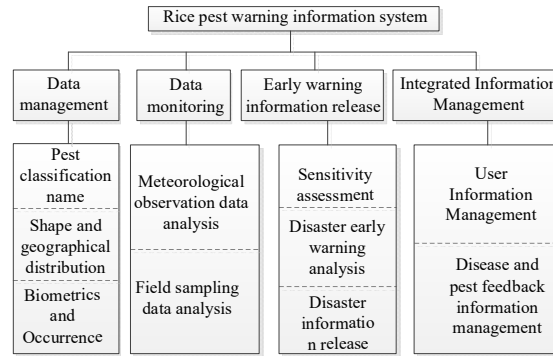 Rice pest warning information system
Data
management
Data
monitoring
Early warning
information release
Integrated Information
Management
Pest
classification
name
Shape and
geographical
distribution
Biometrics
and
Occurrence
Meteorological
observation data
analysis
Field sampling
data analysis
Sensitivity
assessment
Disaster early
warning
analysis
Disaster
informatio
n release
User
Information
Management
Disease and
pest feedback
information
management